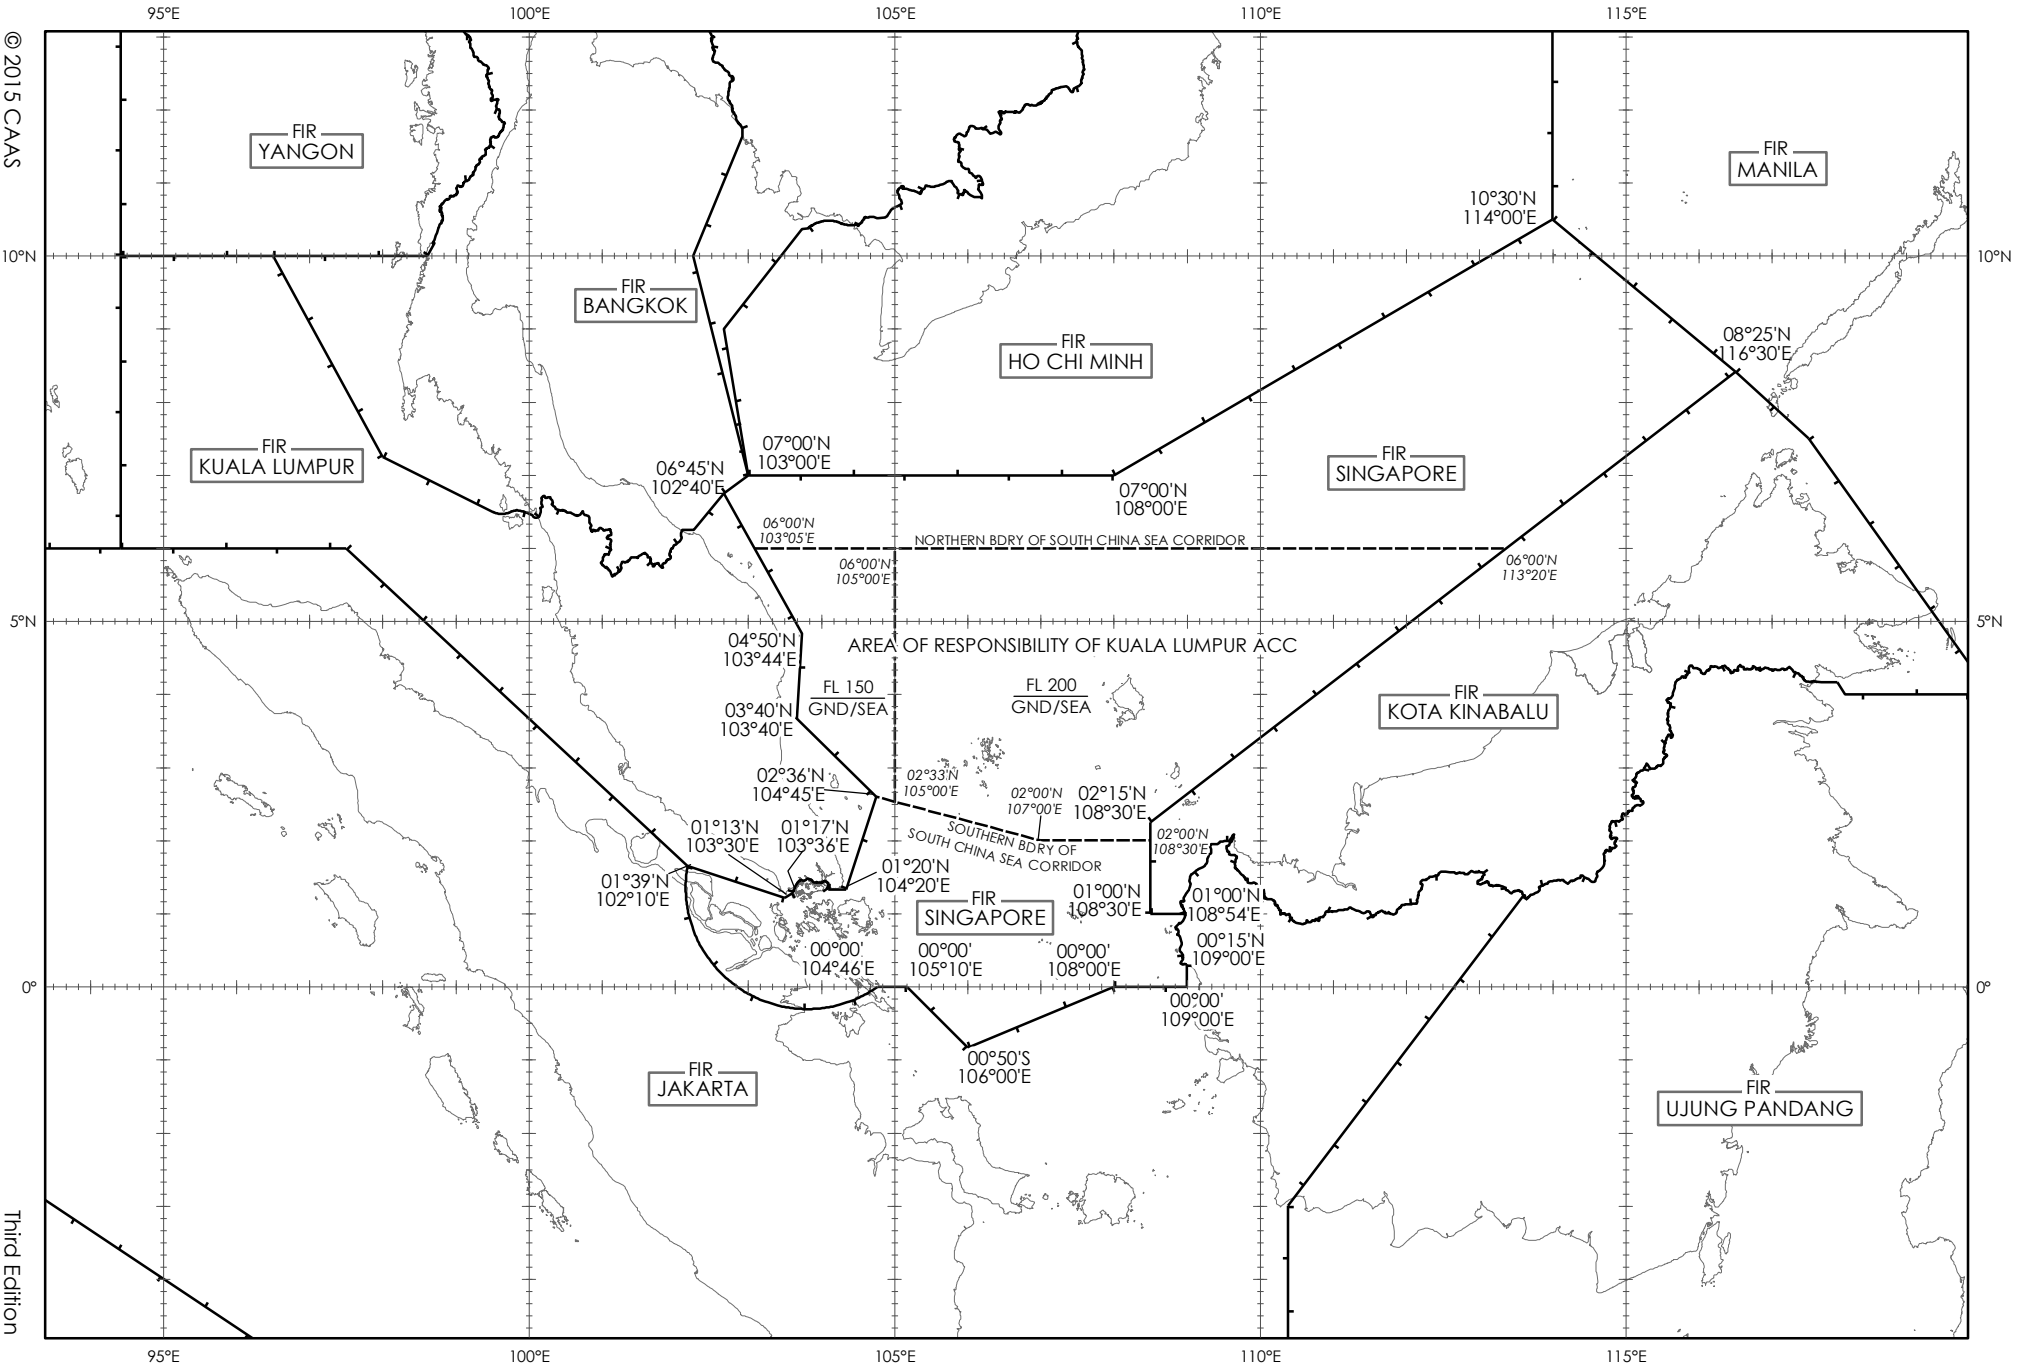 95°E
100°E
105°E
110°E
115°E
© 2015 CAAS
FIR
YANGON
FIR
MANILA
10°30'N
114°00'E
10°N
10°N
FIR
BANGKOK
FIR
HO CHI MINH
08°25'N
116°30'E
FIR
KUALA LUMPUR
06°45'N
102°40'E
07°00'N
103°00'E
07°00'N
108°00'E
FIR
SINGAPORE
06°00'N
103°05'E
NORTHERN BDRY OF SOUTH CHINA SEA CORRIDOR
06°00'N
105°00'E
06°00'N
113°20'E
5°N
5°N
04°50'N
103°44'E
AREA OF RESPONSIBILITY OF KUALA LUMPUR ACC
FL 150
GND/SEA
FL 200
GND/SEA
03°40'N
103°40'E
FIR
KOTA KINABALU
02°36'N
104°45'E
02°33'N
105°00'E
02°00'N
107°00'E
02°15'N
108°30'E
01°13'N
103°30'E
01°17'N
103°36'E
SOUTHERN BDRY OF
SOUTH CHINA SEA CORRIDOR
02°00'N
108°30'E
01°39'N
102°10'E
01°20'N
104°20'E
FIR
SINGAPORE
01°00'N
108°30'E
01°00'N
108°54'E
00°00'
104°46'E
00°00'
105°10'E
00°00'
108°00'E
00°15'N
109°00'E
0°
0°
00°00'
109°00'E
00°50'S
106°00'E
FIR
JAKARTA
FIR
UJUNG PANDANG
Third Edition
95°E
100°E
105°E
110°E
115°E